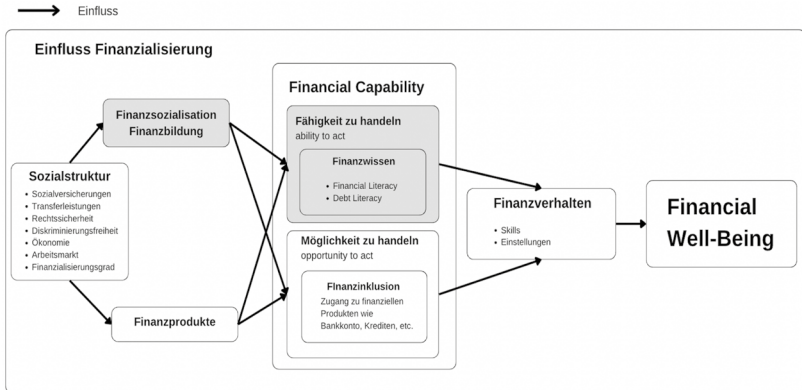 Einfluss
Einfluss Finanzialisierung
Financial Capability
Finanzsozialisation
Finanzbildung
Fähigkeit zu handeln
ability to act
Finanzwissen
Financial Literacy
Debt Literacy
Sozialstruktur
Sozialversicherungen
Transferleistungen
Rechtssicherheit
Diskriminierungsfreiheit
Ökonomie
Arbeitsmarkt
Finanzialisierungsgrad
Finanzprodukte
Möglichkeit zu handeln
opportunity to act
FInanzinklusion
Zugang zu finanziellen
Produkten wie
Bankkonto, Krediten, etc.
Finanzverhalten
Skills
Einstellungen
Financial
Well-Being